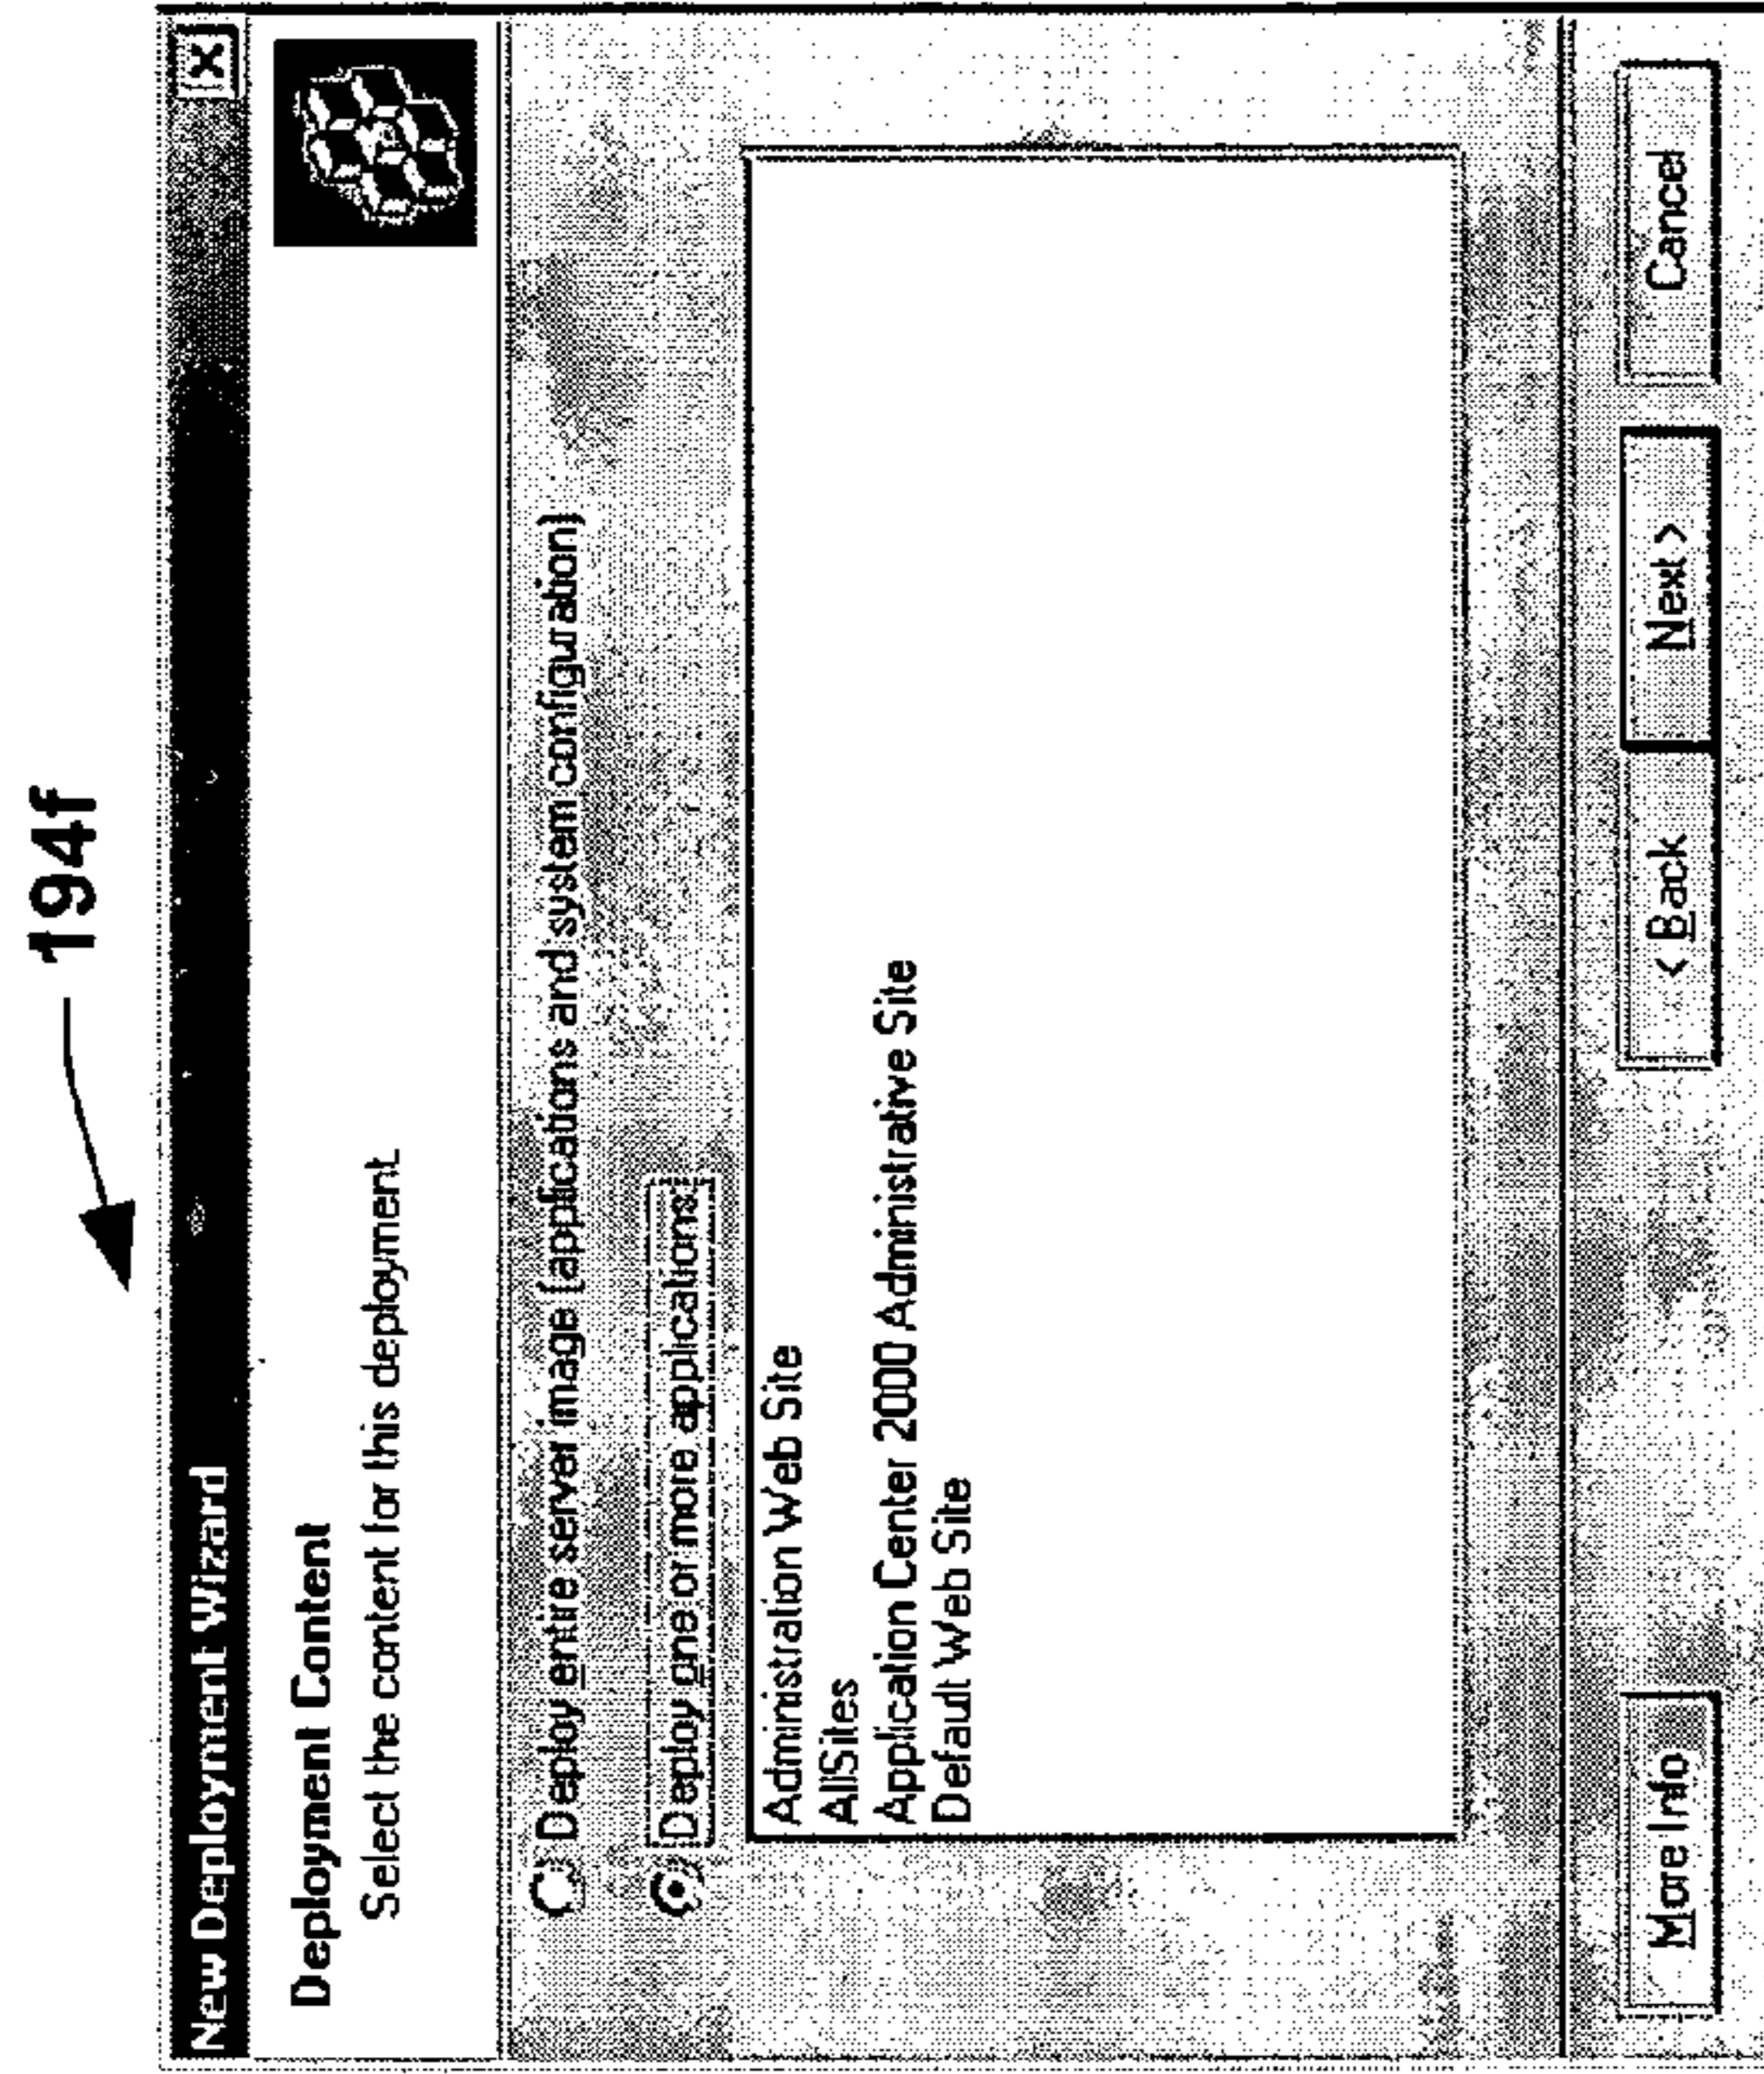 194f
New Deployment Wizard
Deployment Content
Select the content for this deployment.
Deploy entire server image (applications and system configuration)
Deploy one or more applications:
Administration Web Site
AllSites
Application Center 2000 Administrative Site
Default Web Site
More Info
< Back
Next >
Cancel